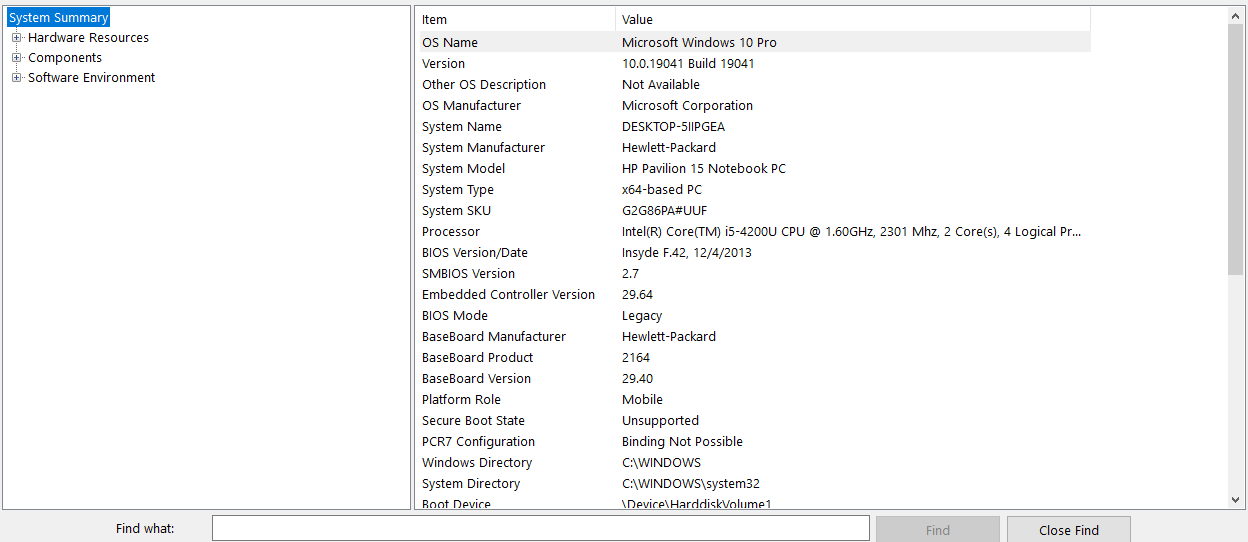 System Summary
Hardware Resources
Components
Software Environment
Item Value
OS Name Microsoft Windows 10 Pro
Version 10.0.19041 Build 19041
Other OS Description Not Available
OS Manufacturer Microsoft Corporation
System Name DESKTOP-5IIPGEA
System Manufacturer Hewlett-Packard
System Model HP Pavilion 15 Notebook PC
System Type x64-based PC
System SKU G2G86PA#UUF
Processor Intel(R) Core(TM) i5-4200U CPU @ 1.60GHz, 2301 Mhz, 2 Core(s), 4 Logical Pr...
BIOS Version/Date Insyde F.42, 12/4/2013
SMBIOS Version 2.7
Embedded Controller Version 29.64
BIOS Mode Legacy
BaseBoard Manufacturer Hewlett-Packard
BaseBoard Product 2164
BaseBoard Version 29.40
Platform Role Mobile
Secure Boot State Unsupported
PCR7 Configuration Binding Not Possible
Windows Directory C:\WINDOWS
System Directory C:\WINDOWS\system32
Boot Device \Device\HarddiskVolume1
Find what: Find Close Find